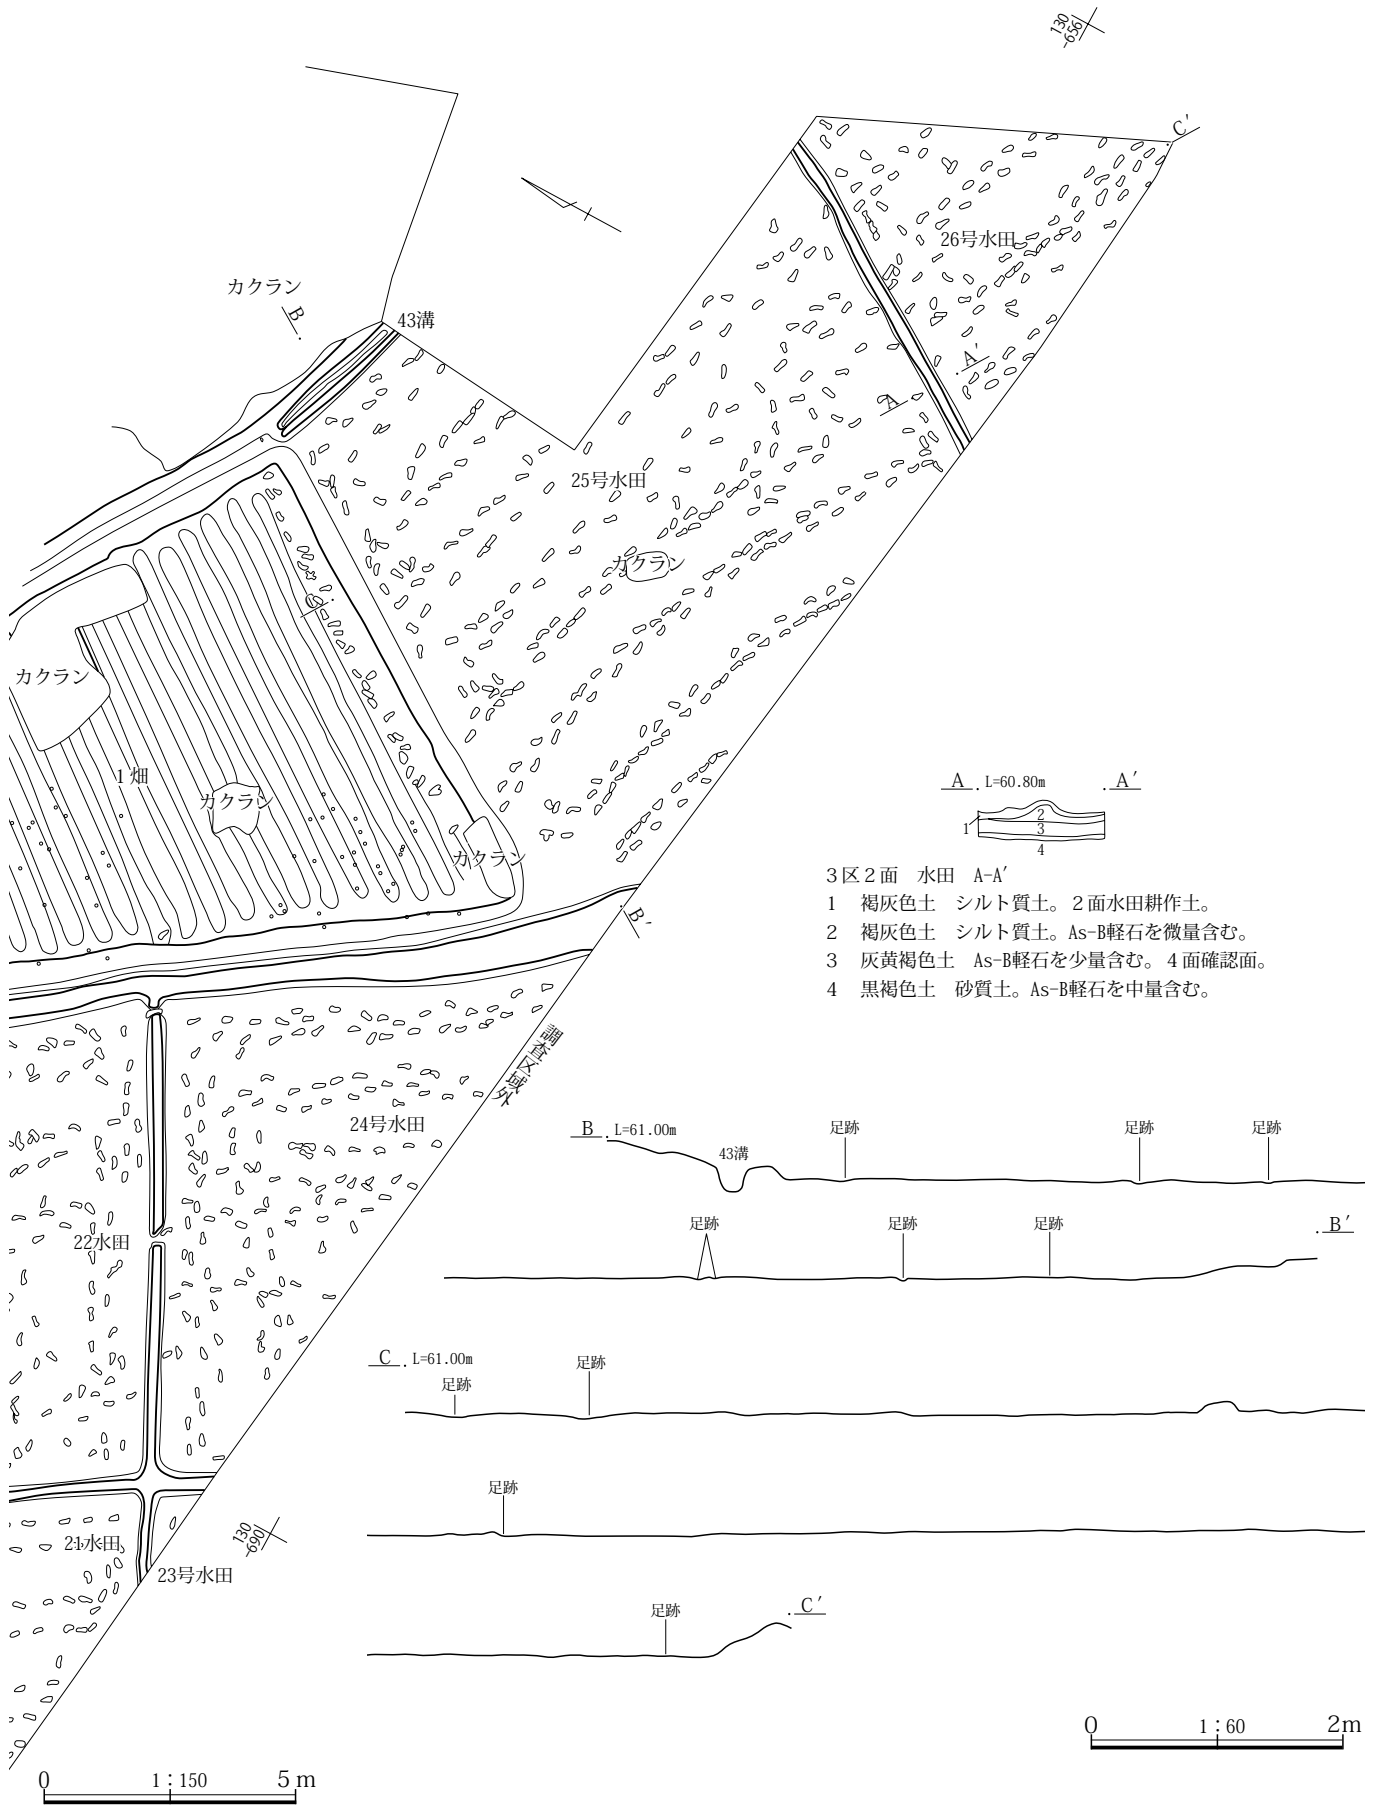 130
-656
C′
26号水田
カクラン
B
43溝
A′
A
25号水田
カクラン
C
カクラン
1畑
カクラン
カクラン
B′
A L=60.80m A′
1
2
3
4
3区2面 水田 A-A′
1 褐灰色土 シルト質土。2面水田耕作土。
2 褐灰色土 シルト質土。As-B軽石を微量含む。
3 灰黄褐色土 As-B軽石を少量含む。4面確認面。
4 黒褐色土 砂質土。As-B軽石を中量含む。
調査区域外
24号水田
22水田
B L=61.00m
43溝
足跡
足跡
足跡
足跡
足跡
足跡
B′
C L=61.00m
足跡
足跡
足跡
足跡
C′
21水田
130
-690
23号水田
0 1:60 2m
0 1:150 5m